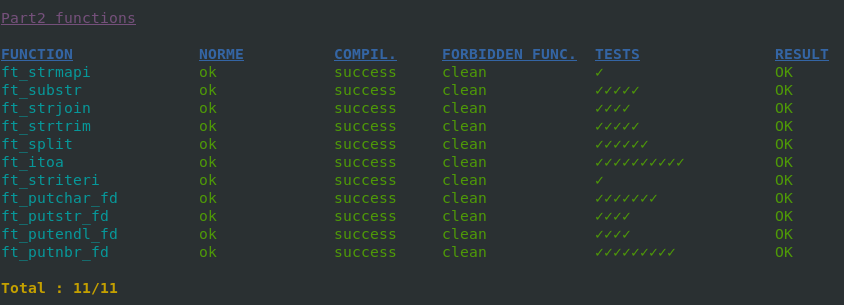 Part2 functions
FUNCTION NORME COMPIL. FORBIDDEN FUNC. TESTS RESULT
ft_strmapi ok success clean ✓ OK
ft_substr ok success clean ✓✓✓✓✓ OK
ft_strjoin ok success clean ✓✓✓✓ OK
ft_strtrim ok success clean ✓✓✓✓✓ OK
ft_split ok success clean ✓✓✓✓✓✓ OK
ft_itoa ok success clean ✓✓✓✓✓✓✓✓✓✓ OK
ft_striteri ok success clean ✓ OK
ft_putchar_fd ok success clean ✓✓✓✓✓✓✓ OK
ft_putstr_fd ok success clean ✓✓✓✓ OK
ft_putendl_fd ok success clean ✓✓✓✓ OK
ft_putnbr_fd ok success clean ✓✓✓✓✓✓✓✓✓ OK
Total : 11/11